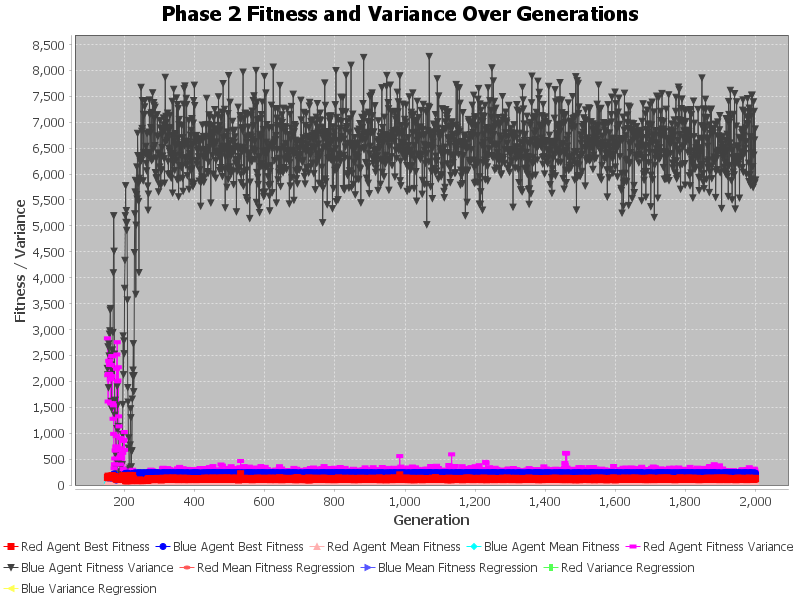 Phase 2 Fitness and Variance Over Generations
8,500
8,000
7,500
7,000
6,500
6,000
5,500
5,000
4,500
4,000
3,500
3,000
2,500
2,000
1,500
1,000
500
0
Fitness / Variance
200 400 600 800 1,000 1,200 1,400 1,600 1,800 2,000
Generation
Red Agent Best Fitness Blue Agent Best Fitness Red Agent Mean Fitness Blue Agent Mean Fitness Red Agent Fitness Variance
Blue Agent Fitness Variance Red Mean Fitness Regression Blue Mean Fitness Regression Red Variance Regression
Blue Variance Regression